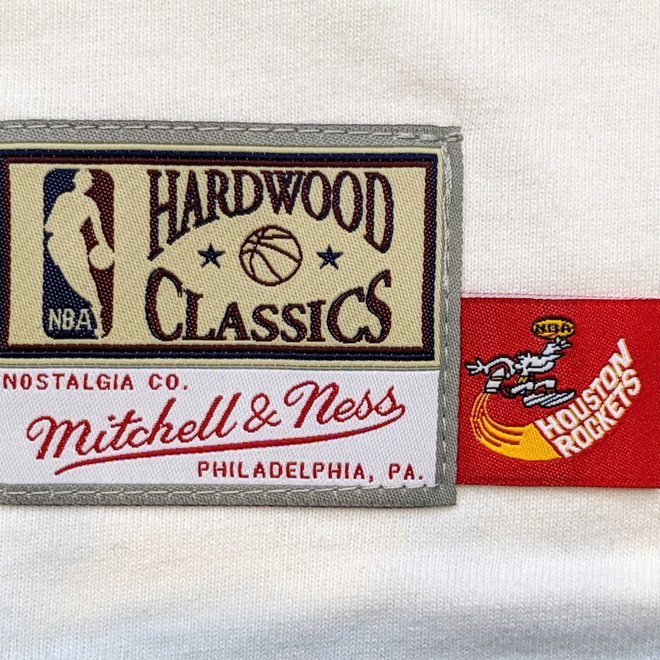 HARDWOOD
CLASSICS
NBA
NOSTALGIA CO.
Mitchell & Ness
PHILADELPHIA, PA.
NBA
HOUSTON
ROCKETS